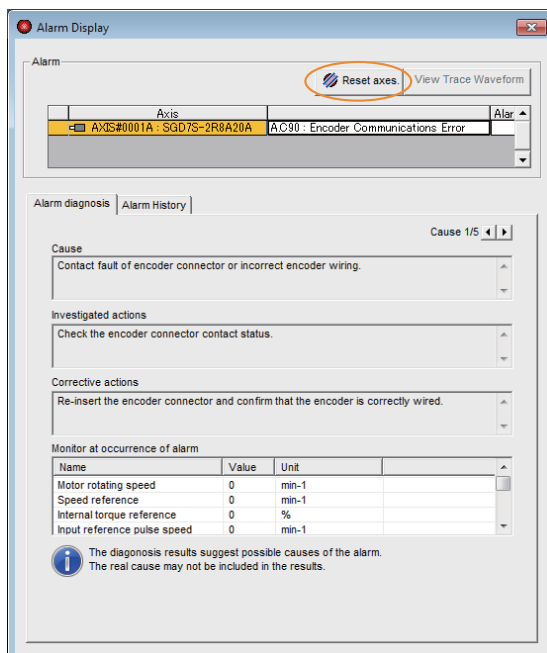 Alarm Display
Alarm
Reset axes.
View Trace Waveform
Axis
Alar
AXIS#0001A : SGD7S-2R8A20A
A.C90 : Encoder Communications Error
Alarm diagnosis
Alarm History
Cause 1/5
Cause
Contact fault of encoder connector or incorrect encoder wiring.
Investigated actions
Check the encoder connector contact status.
Corrective actions
Re-insert the encoder connector and confirm that the encoder is correctly wired.
Monitor at occurrence of alarm
Name Value Unit
Motor rotating speed 0 min-1
Speed reference 0 min-1
Internal torque reference 0 %
Input reference pulse speed 0 min-1
The diagonosis results suggest possible causes of the alarm.
The real cause may not be included in the results.